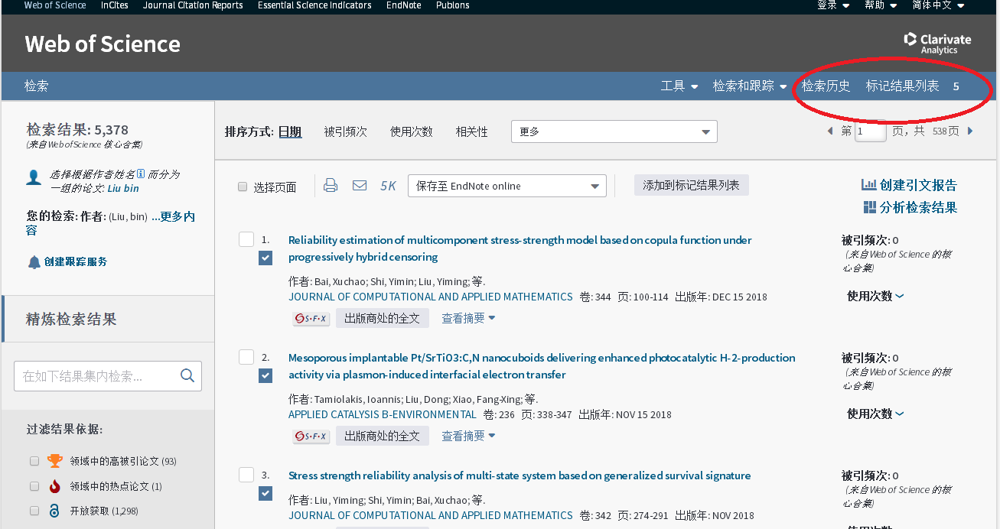 Web of Science InCites Journal Citation Reports Essential Science Indicators EndNote Publons 登录 帮助 简体中文
Web of Science
Clarivate
Analytics
检索 工具 检索和跟踪 检索历史 标记结果列表 5
检索结果: 5,378
(来自 Web of Science 核心合集)
选择根据作者姓名 i 而分为
一组的论文: Liu bin
您的检索: 作者: (Liu, bin) ...更多内
容
创建跟踪服务
精炼检索结果
在如下结果集内检索...
过滤结果依据:
领域中的高被引论文 (93)
领域中的热点论文 (1)
开放获取 (1,298)
排序方式: 日期 被引频次 使用次数 相关性 更多
第 1 页，共 538 页
选择页面 5K 保存至 EndNote online 添加到标记结果列表
创建引文报告
分析检索结果
1. Reliability estimation of multicomponent stress-strength model based on copula function under
progressively hybrid censoring
作者: Bai, Xuchao; Shi, Yimin; Liu, Yiming; 等.
JOURNAL OF COMPUTATIONAL AND APPLIED MATHEMATICS 卷: 344 页: 100-114 出版年: DEC 15 2018
S·F·X 出版商处的全文 查看摘要
被引频次: 0
(来自 Web of Science 的核
心合集)
使用次数
2. Mesoporous implantable Pt/SrTiO3:C,N nanocuboids delivering enhanced photocatalytic H-2-production
activity via plasmon-induced interfacial electron transfer
作者: Tamiolakis, Ioannis; Liu, Dong; Xiao, Fang-Xing; 等.
APPLIED CATALYSIS B-ENVIRONMENTAL 卷: 236 页: 338-347 出版年: NOV 15 2018
S·F·X 出版商处的全文 查看摘要
被引频次: 0
(来自 Web of Science 的核
心合集)
使用次数
3. Stress strength reliability analysis of multi-state system based on generalized survival signature
作者: Liu, Yiming; Shi, Yimin; Bai, Xuchao; 等.
JOURNAL OF COMPUTATIONAL AND APPLIED MATHEMATICS 卷: 342 页: 274-291 出版年: NOV 2018
被引频次: 0
(来自 Web of Science 的核
心合集)